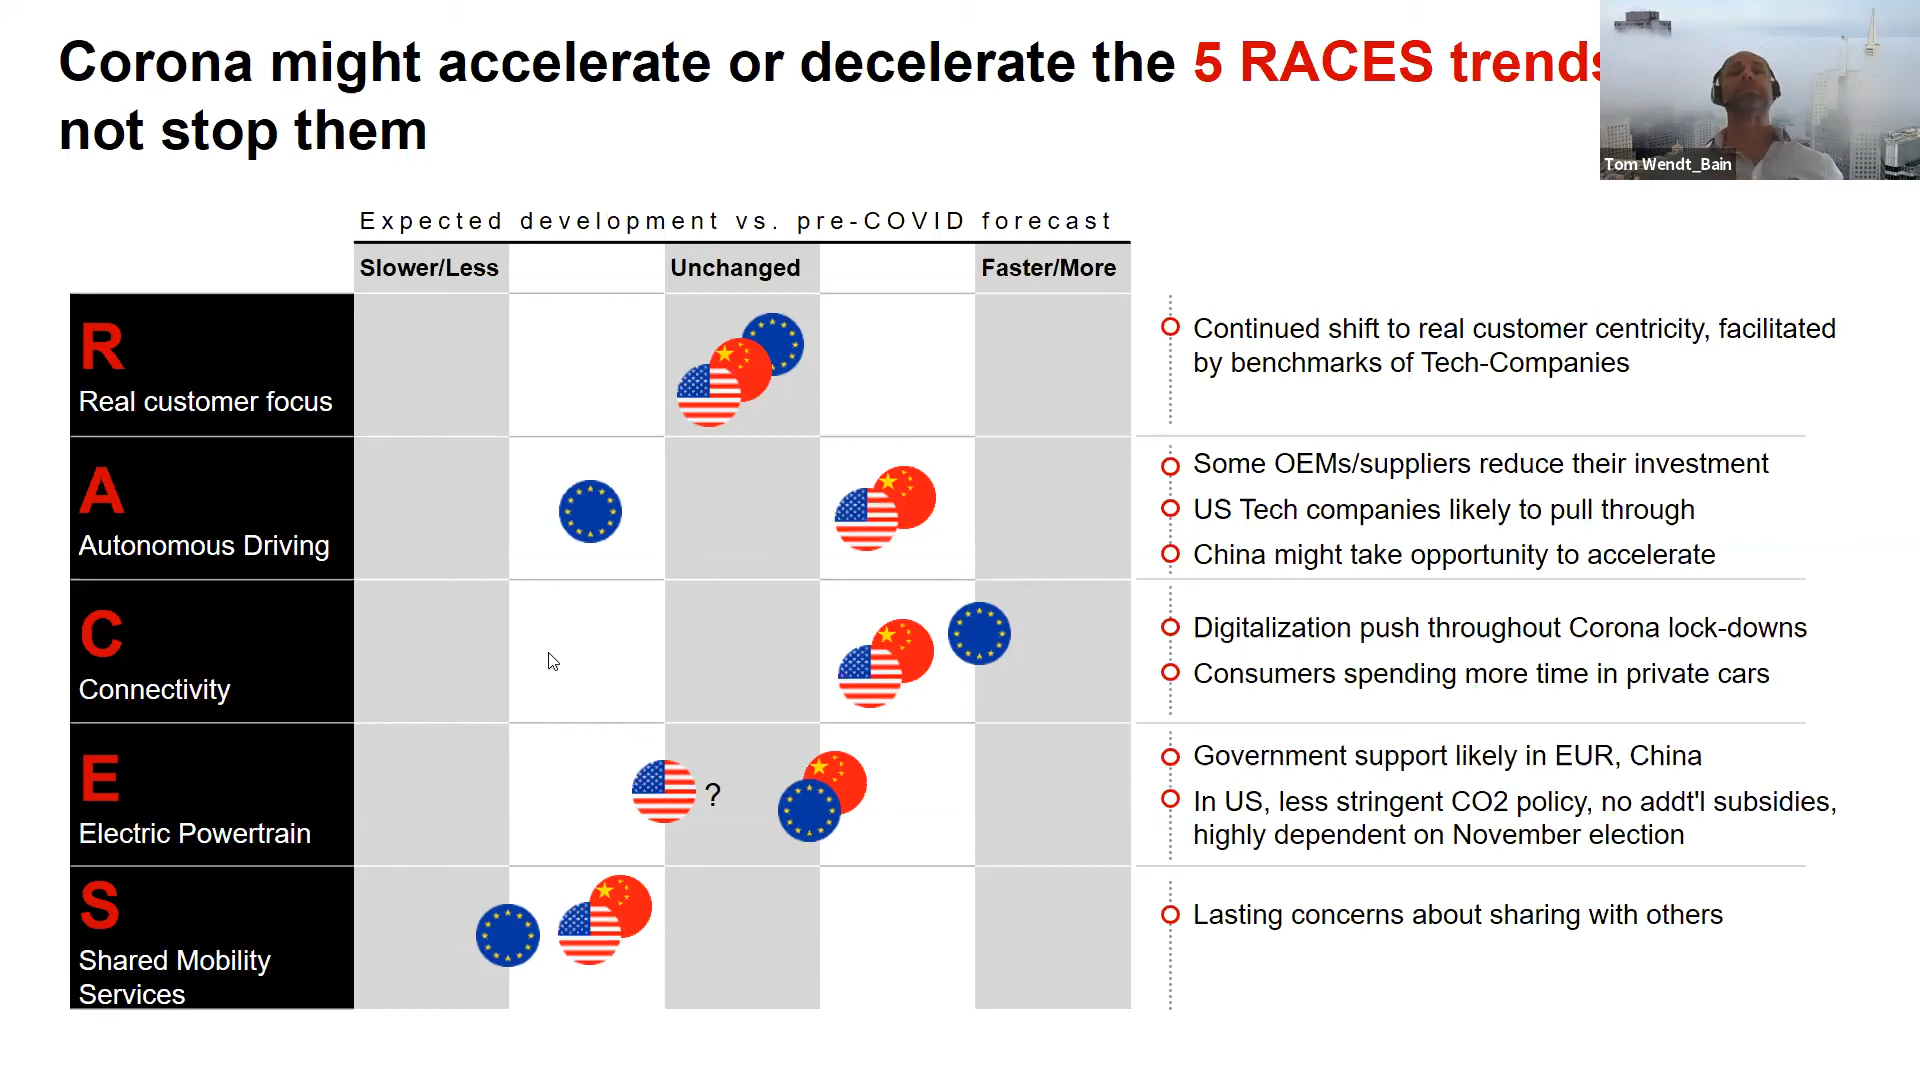 Corona might accelerate or decelerate the 5 RACES trends
not stop them
Tom Wendt_Bain
Expected development vs. pre-COVID forecast
Slower/Less
Unchanged
Faster/More
R
Real customer focus
Continued shift to real customer centricity, facilitated
by benchmarks of Tech-Companies
A
Autonomous Driving
Some OEMs/suppliers reduce their investment
US Tech companies likely to pull through
China might take opportunity to accelerate
C
Connectivity
Digitalization push throughout Corona lock-downs
Consumers spending more time in private cars
E
Electric Powertrain
?
Government support likely in EUR, China
In US, less stringent CO2 policy, no addt'l subsidies,
highly dependent on November election
S
Shared Mobility
Services
Lasting concerns about sharing with others